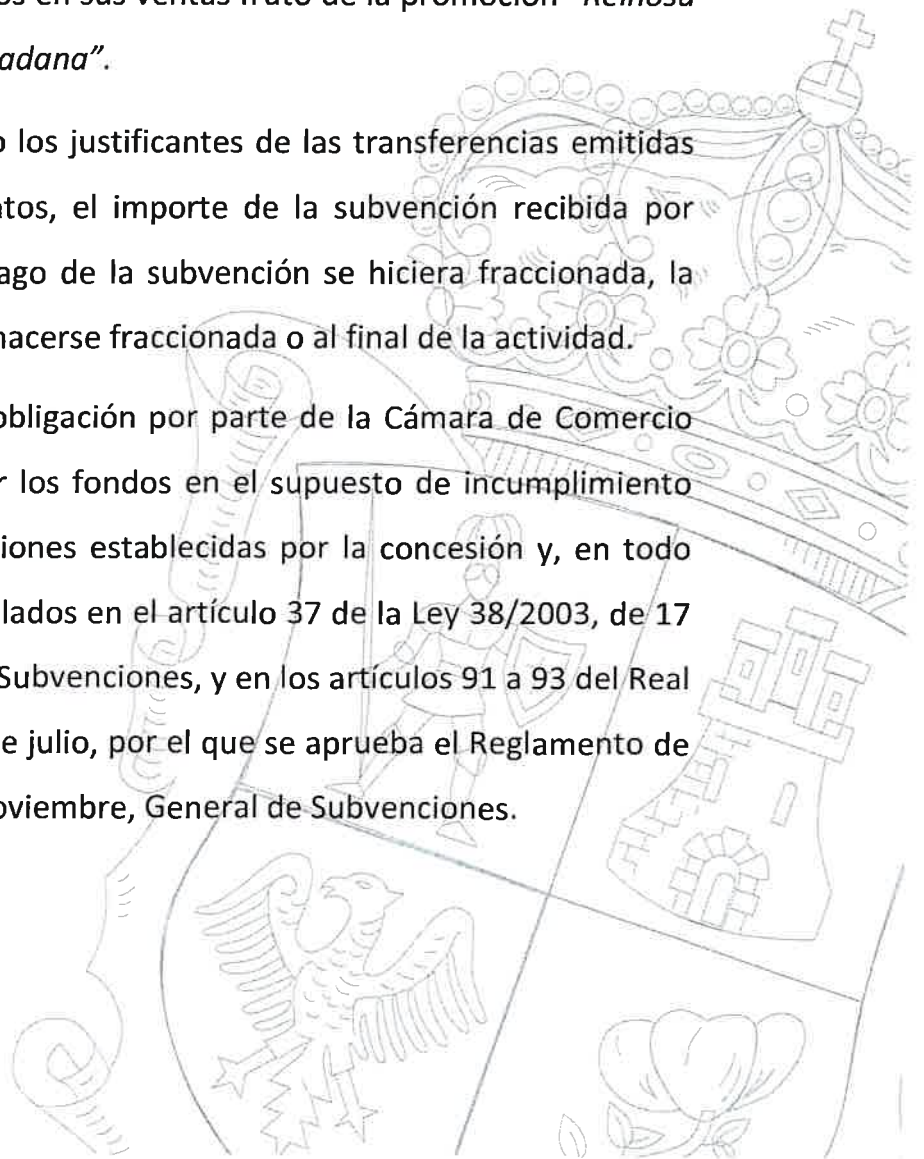 os en sus ventas fruto de la promoción "Reinosa
adana".
o los justificantes de las transferencias emitidas
tos, el importe de la subvención recibida por
ago de la subvención se hiciera fraccionada, la
hacerse fraccionada o al final de la actividad.
obligación por parte de la Cámara de Comercio
r los fondos en el supuesto de incumplimiento
iones establecidas por la concesión y, en todo
lados en el artículo 37 de la Ley 38/2003, de 17
Subvenciones, y en los artículos 91 a 93 del Real
e julio, por el que se aprueba el Reglamento de
oviembre, General de Subvenciones.